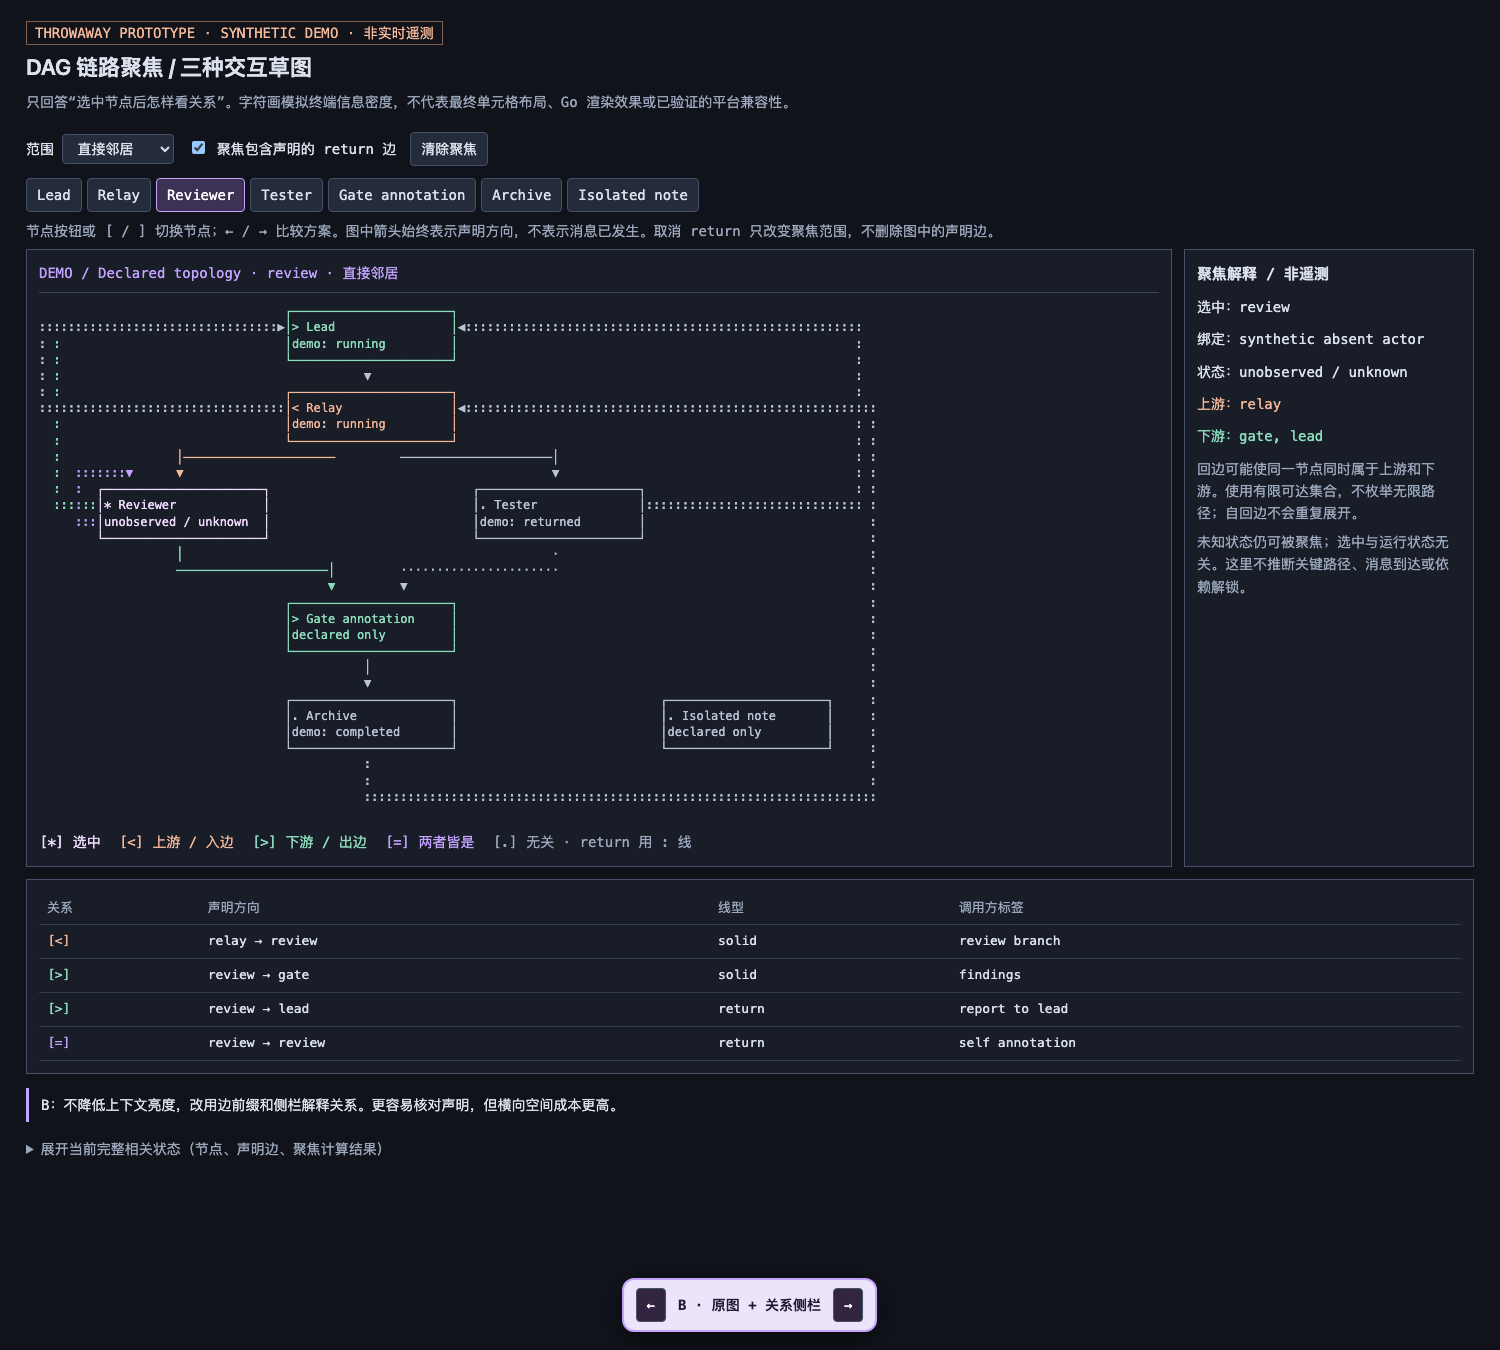 THROWAWAY PROTOTYPE · SYNTHETIC DEMO · 非实时遥测
DAG 链路聚焦 / 三种交互草图
只回答“选中节点后怎样看关系”。字符画模拟终端信息密度，不代表最终单元格布局、Go 渲染效果或已验证的平台兼容性。
范围 直接邻居 聚焦包含声明的 return 边 清除聚焦
Lead Relay Reviewer Tester Gate annotation Archive Isolated note
节点按钮或 [ / ] 切换节点；← / → 比较方案。图中箭头始终表示声明方向，不表示消息已发生。取消 return 只改变聚焦范围，不删除图中的声明边。
DEMO / Declared topology · review · 直接邻居
> Lead
demo: running
< Relay
demo: running
* Reviewer
unobserved / unknown
. Tester
demo: returned
> Gate annotation
declared only
. Archive
demo: completed
. Isolated note
declared only
[*] 选中 [<] 上游 / 入边 [>] 下游 / 出边 [=] 两者皆是 [.] 无关 · return 用 : 线
聚焦解释 / 非遥测
选中：review
绑定：synthetic absent actor
状态：unobserved / unknown
上游：relay
下游：gate, lead
回边可能使同一节点同时属于上游和下
游。使用有限可达集合，不枚举无限路
径；自回边不会重复展开。
未知状态仍可被聚焦；选中与运行状态无
关。这里不推断关键路径、消息到达或依
赖解锁。
关系 声明方向 线型 调用方标签
[<] relay → review solid review branch
[>] review → gate solid findings
[>] review → lead return report to lead
[=] review → review return self annotation
B：不降低上下文亮度，改用边前缀和侧栏解释关系。更容易核对声明，但横向空间成本更高。
▶ 展开当前完整相关状态（节点、声明边、聚焦计算结果）
← B · 原图 + 关系侧栏 →